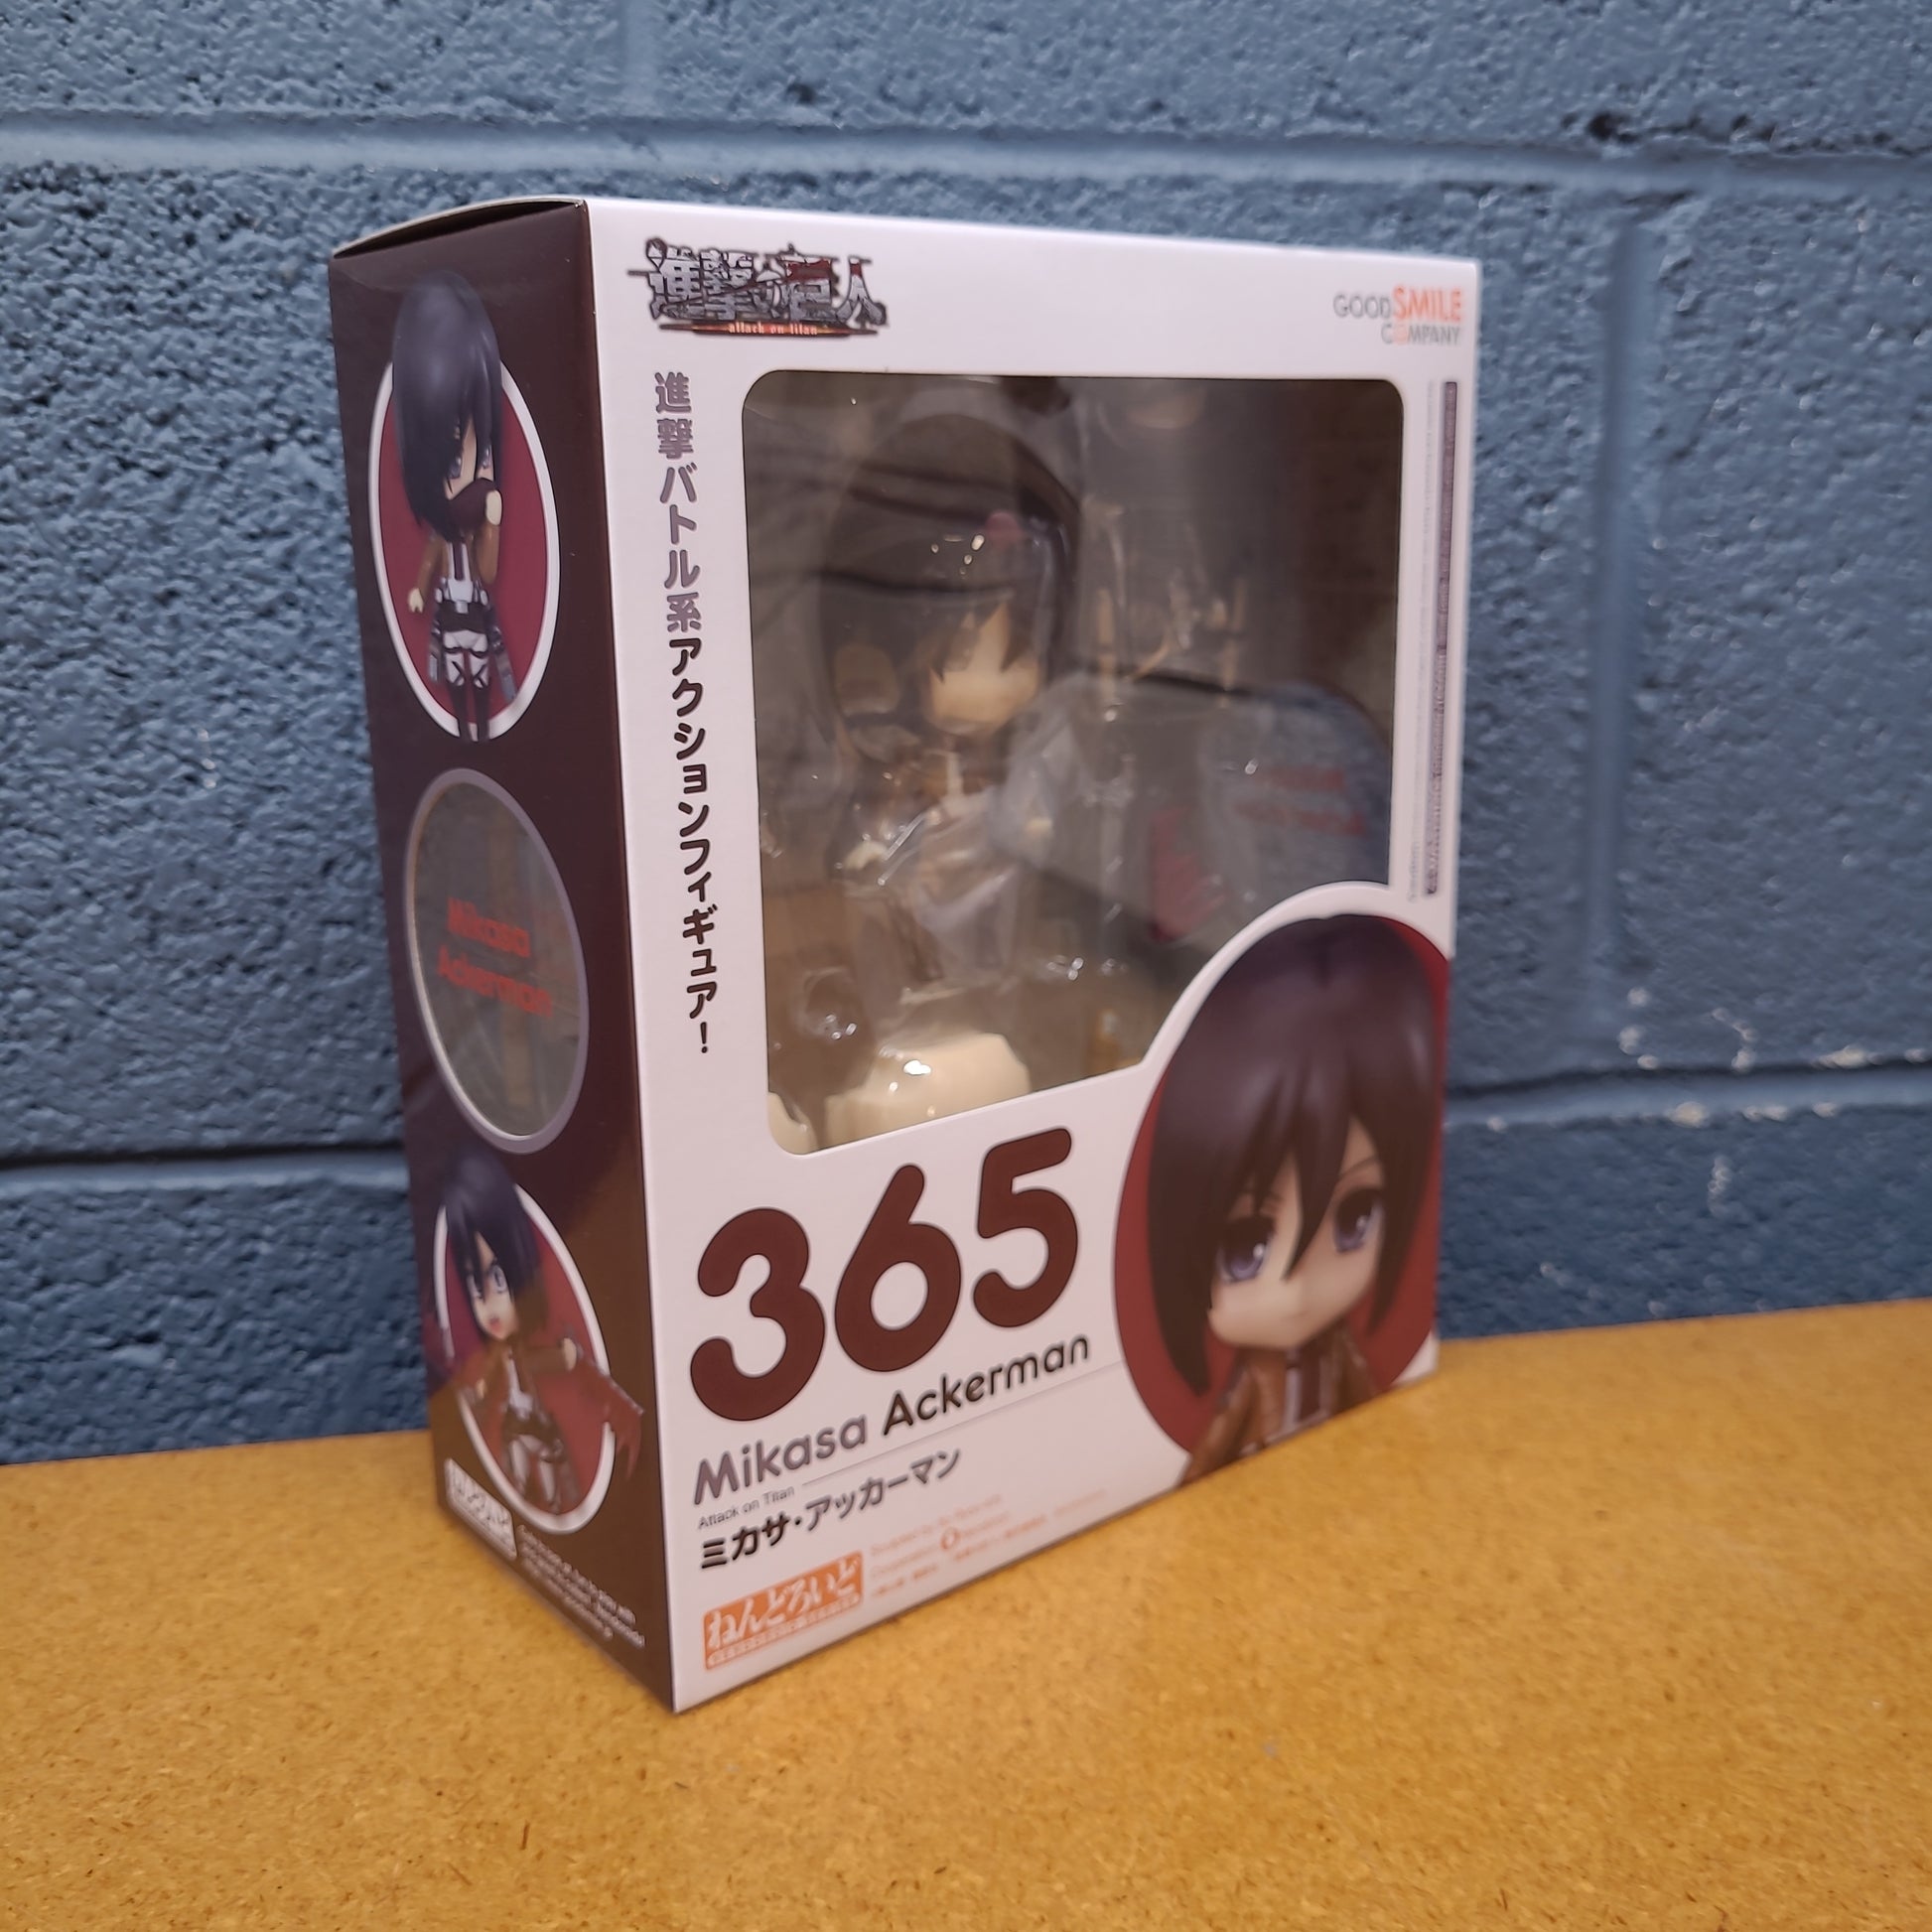 進撃の巨人
attack on titan
GOODSMILE
COMPANY
進撃バトル系アクションフィギュア!
Mikasa
Ackerman
365
Mikasa Ackerman
Attack on Titan
ミカサ・アッカーマン
ねんどろいど